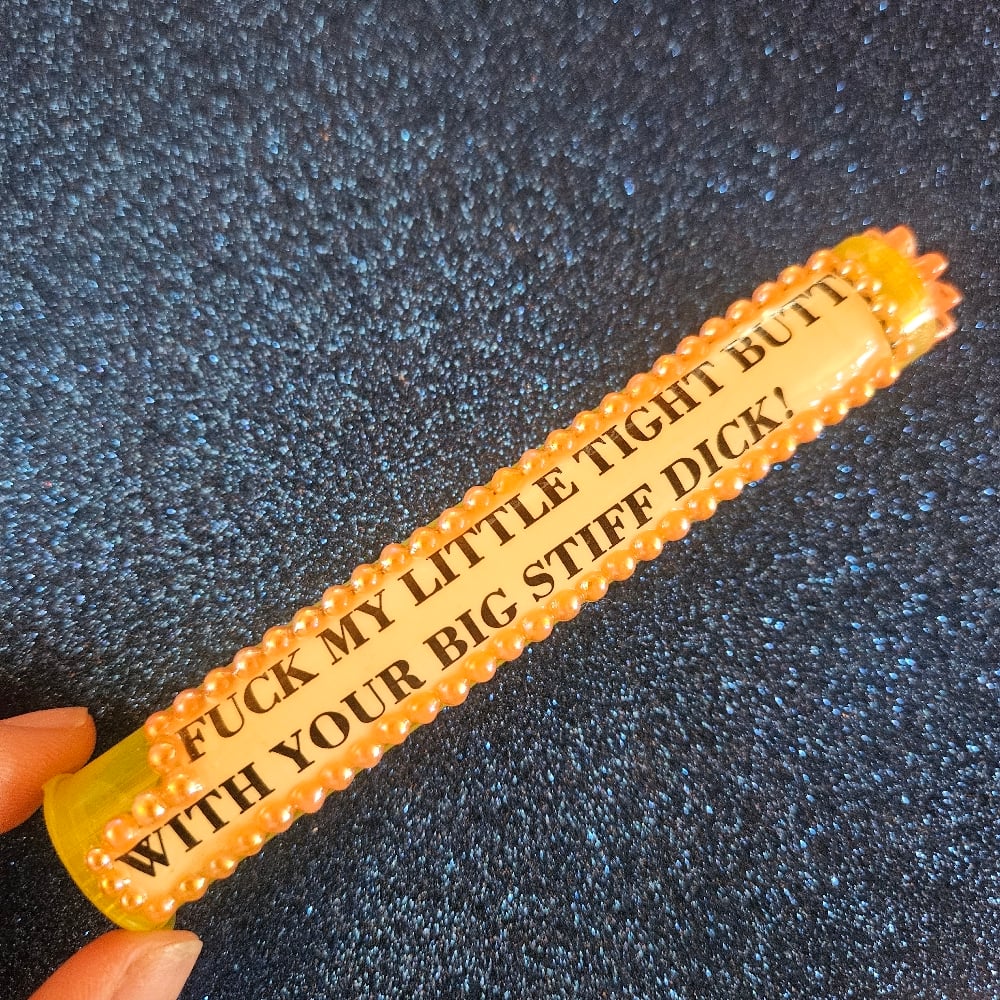 FUCK MY LITTLE TIGHT BUTT
WITH YOUR BIG STIFF DICK!